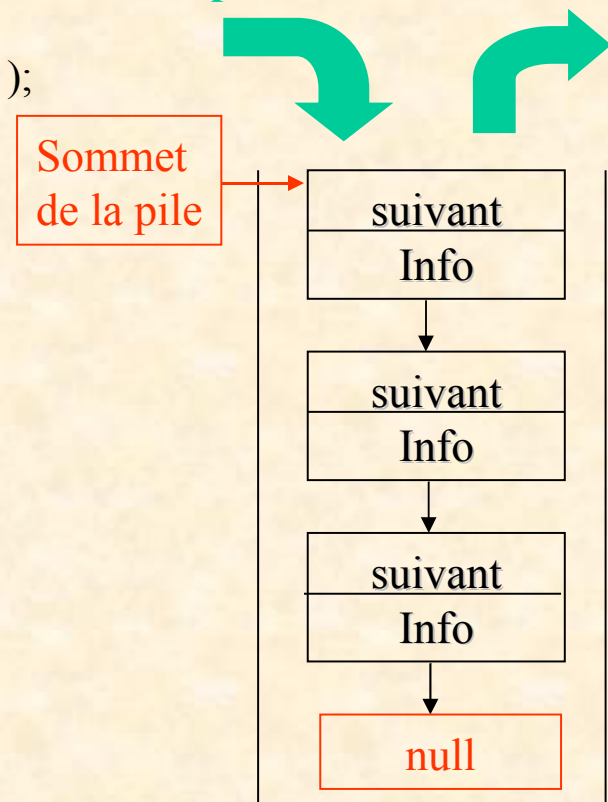 );
Sommet
de la pile
suivant
Info
suivant
Info
suivant
Info
null